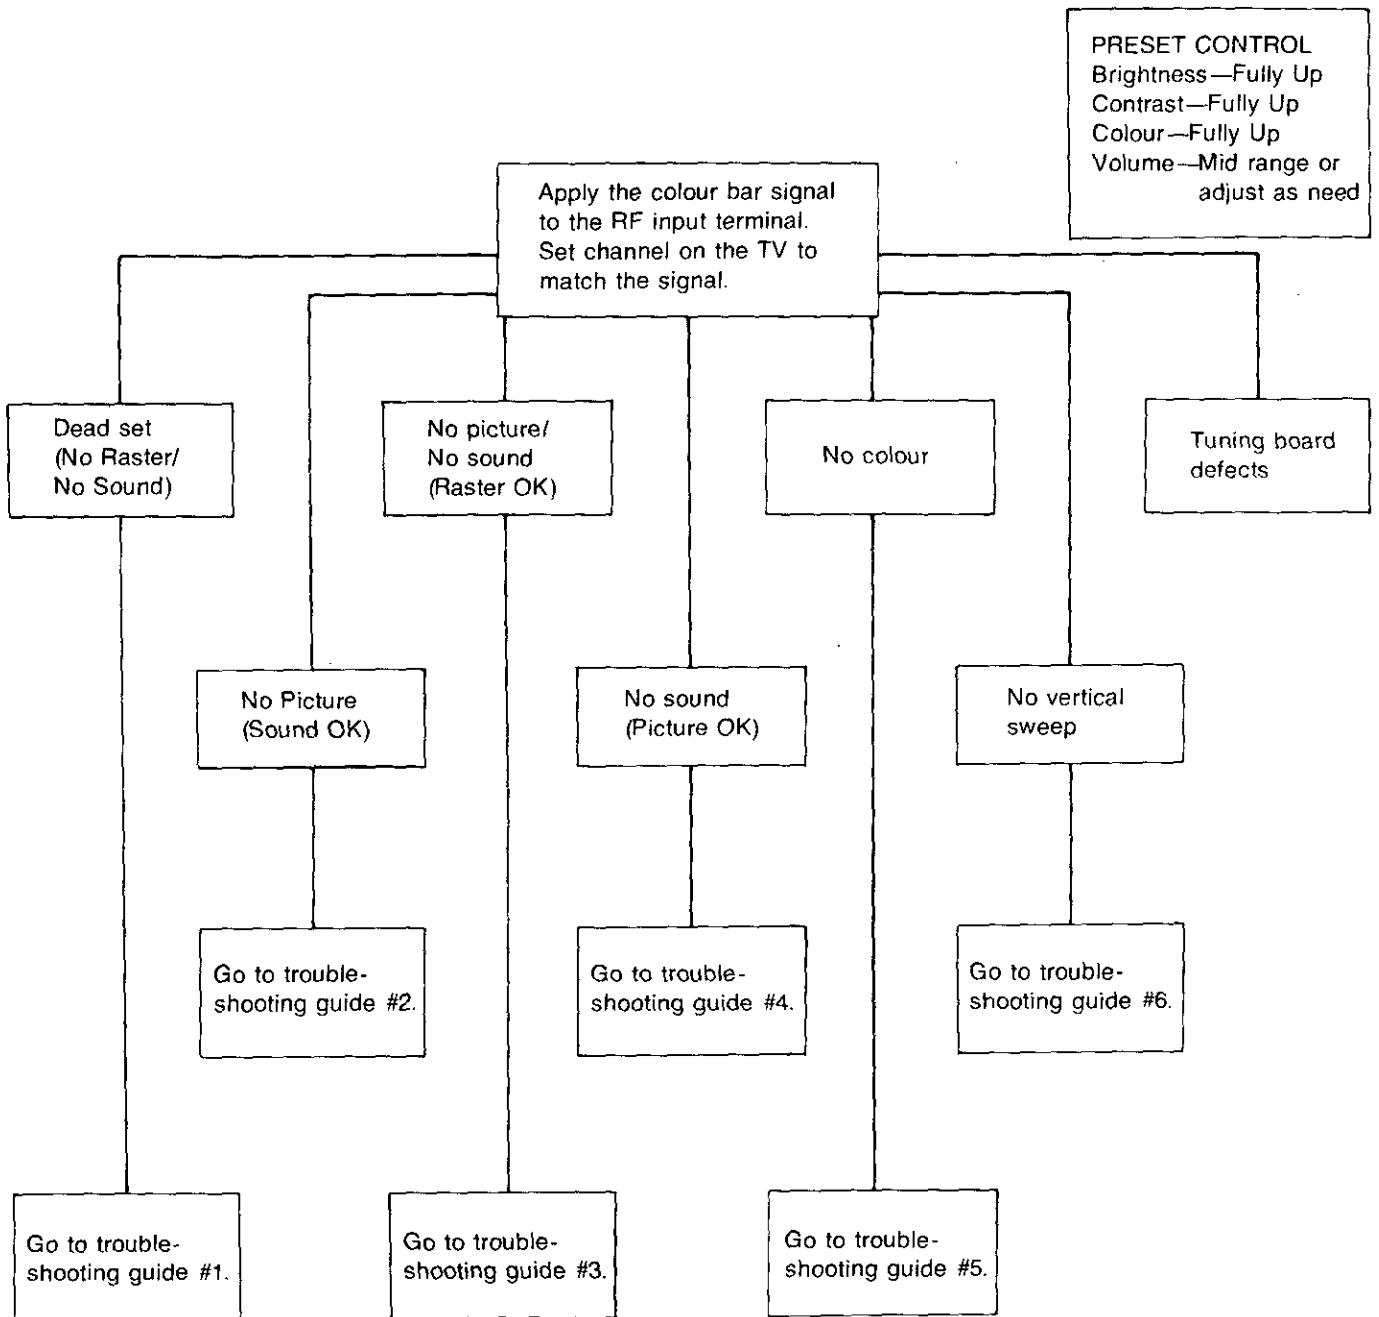 PRESET CONTROL
Brightness—Fully Up
Contrast—Fully Up
Colour—Fully Up
Volume—Mid range or
adjust as need
Apply the colour bar signal
to the RF input terminal.
Set channel on the TV to
match the signal.
Dead set
(No Raster/
No Sound)
No picture/
No sound
(Raster OK)
No colour
Tuning board
defects
No Picture
(Sound OK)
No sound
(Picture OK)
No vertical
sweep
Go to trouble-
shooting guide #2.
Go to trouble-
shooting guide #4.
Go to trouble-
shooting guide #6.
Go to trouble-
shooting guide #1.
Go to trouble-
shooting guide #3.
Go to trouble-
shooting guide #5.